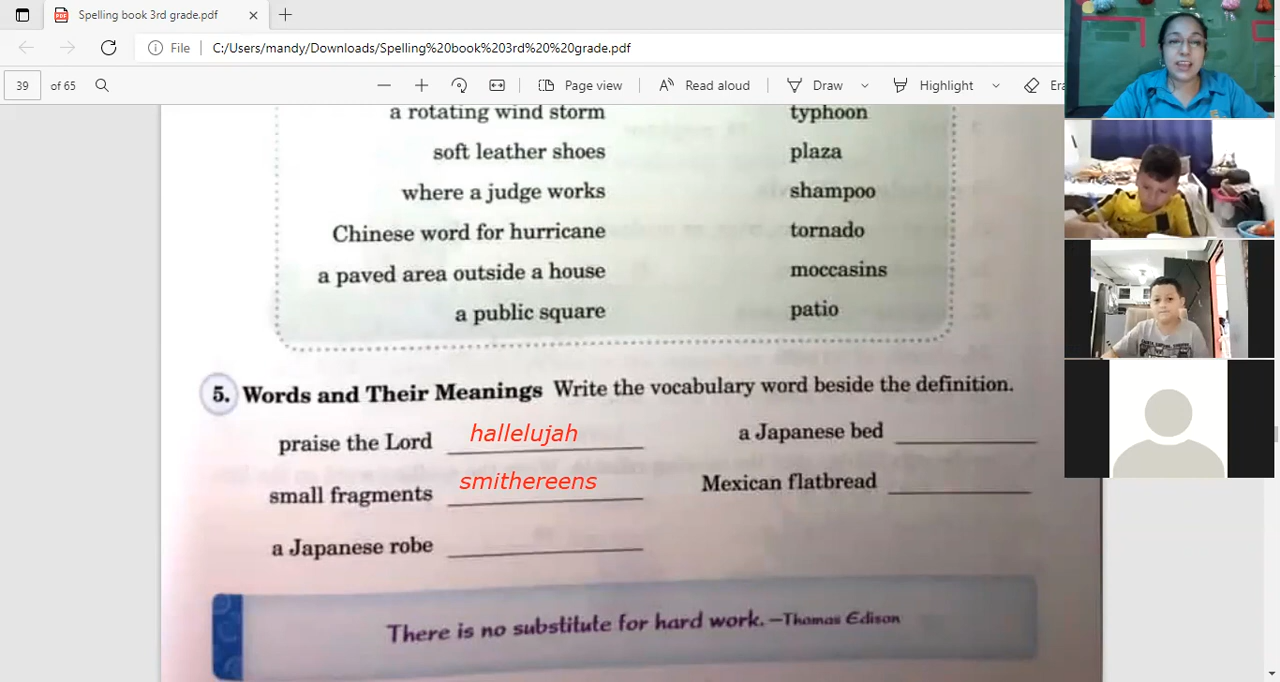 Spelling book 3rd grade.pdf
File C:/Users/mandy/Downloads/Spelling%20book%203rd%20%20grade.pdf
39 of 65 Page view Read aloud Draw Highlight Era
a rotating wind storm typhoon
soft leather shoes plaza
where a judge works shampoo
Chinese word for hurricane tornado
a paved area outside a house moccasins
a public square patio
5. Words and Their Meanings Write the vocabulary word beside the definition.
praise the Lord hallelujah a Japanese bed
small fragments smithereens Mexican flatbread
a Japanese robe
There is no substitute for hard work. —Thomas Edison